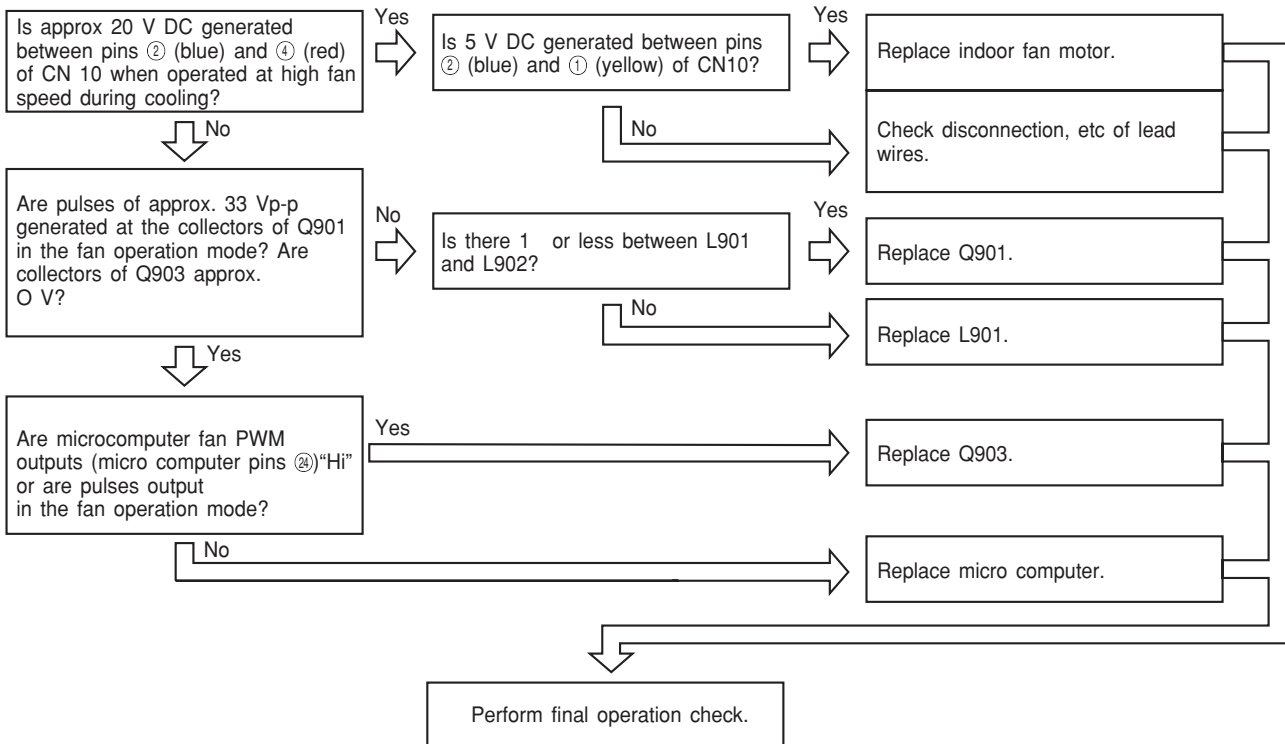 Is approx 20 V DC generated
between pins ② (blue) and ④ (red)
of CN 10 when operated at high fan
speed during cooling?
Yes
Is 5 V DC generated between pins
② (blue) and ① (yellow) of CN10?
Yes
Replace indoor fan motor.
No
No
Check disconnection, etc of lead
wires.
Are pulses of approx. 33 Vp-p
generated at the collectors of Q901
in the fan operation mode? Are
collectors of Q903 approx.
O V?
No
Is there 1 or less between L901
and L902?
Yes
Replace Q901.
No
Replace L901.
Yes
Are microcomputer fan PWM
outputs (micro computer pins ㉔)“Hi”
or are pulses output
in the fan operation mode?
Yes
Replace Q903.
No
Replace micro computer.
Perform final operation check.